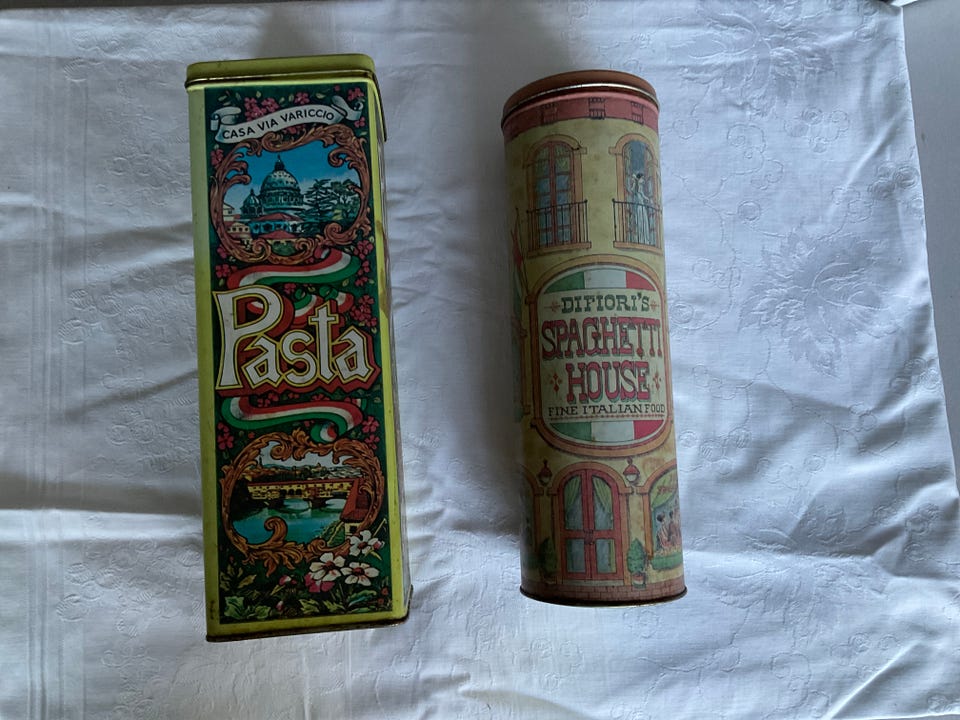 CASA VIA VARICCIO
Pasta
DIFIORI'S
SPAGHETTI
HOUSE
FINE ITALIAN FOOD